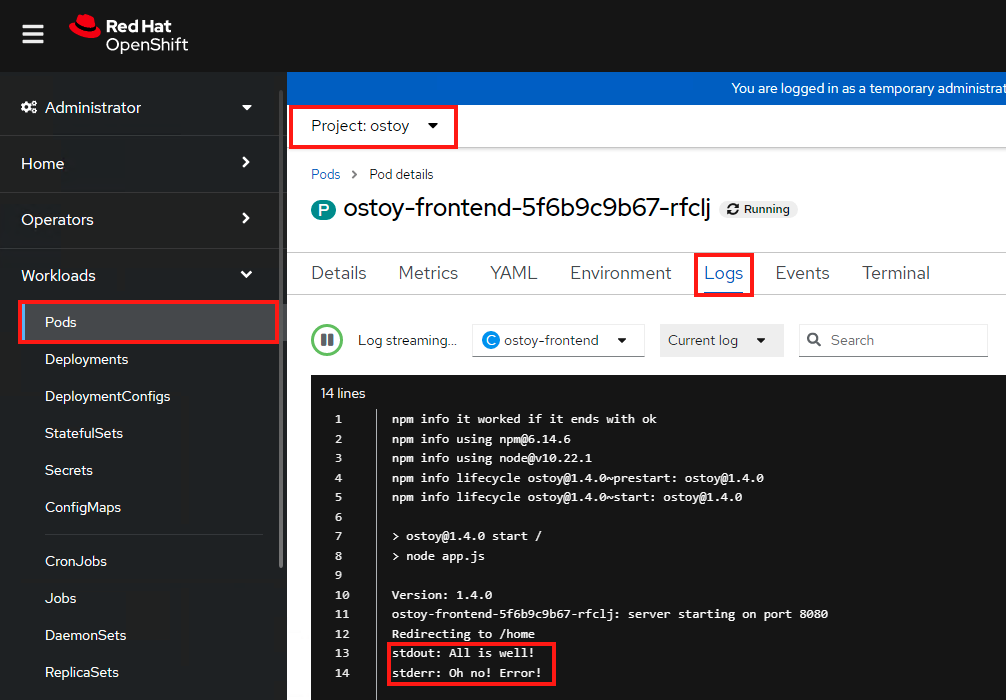 Red Hat
OpenShift
You are logged in as a temporary administrat
Administrator
Home
Operators
Workloads
Pods
Deployments
DeploymentConfigs
StatefulSets
Secrets
ConfigMaps
CronJobs
Jobs
DaemonSets
ReplicaSets
Project: ostoy
Pods > Pod details
P ostoy-frontend-5f6b9c9b67-rfclj Running
Details Metrics YAML Environment Logs Events Terminal
Log streaming... C ostoy-frontend Current log Search
14 lines
1 npm info it worked if it ends with ok
2 npm info using npm@6.14.6
3 npm info using node@v10.22.1
4 npm info lifecycle ostoy@1.4.0~prestart: ostoy@1.4.0
5 npm info lifecycle ostoy@1.4.0~start: ostoy@1.4.0
6
7 > ostoy@1.4.0 start /
8 > node app.js
9
10 Version: 1.4.0
11 ostoy-frontend-5f6b9c9b67-rfclj: server starting on port 8080
12 Redirecting to /home
13 stdout: All is well!
14 stderr: Oh no! Error!